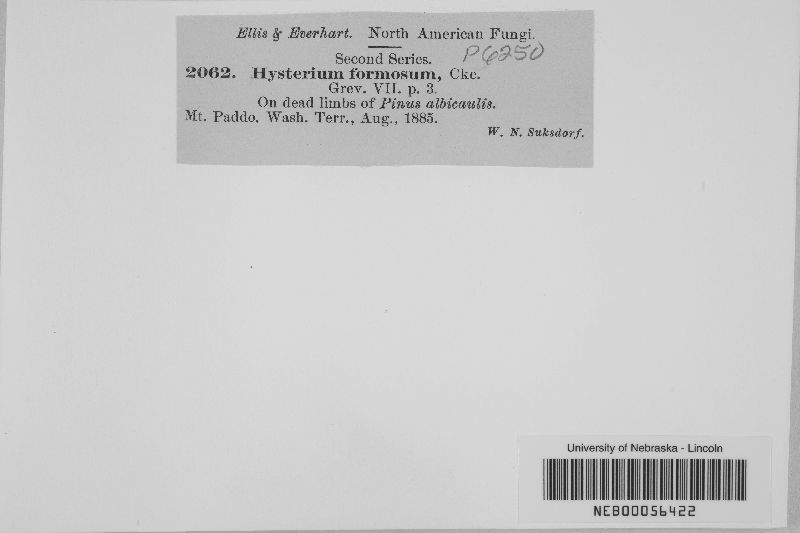 Ellis & Everhart. North American Fungi.
Second Series. P6250
2062. Hysterium formosum, Cke.
Grev. VII. p. 3.
On dead limbs of Pinus albicaulis.
Mt. Paddo, Wash. Terr., Aug., 1885.
W. N. Suksdorf.
University of Nebraska - Lincoln
NEB00056422